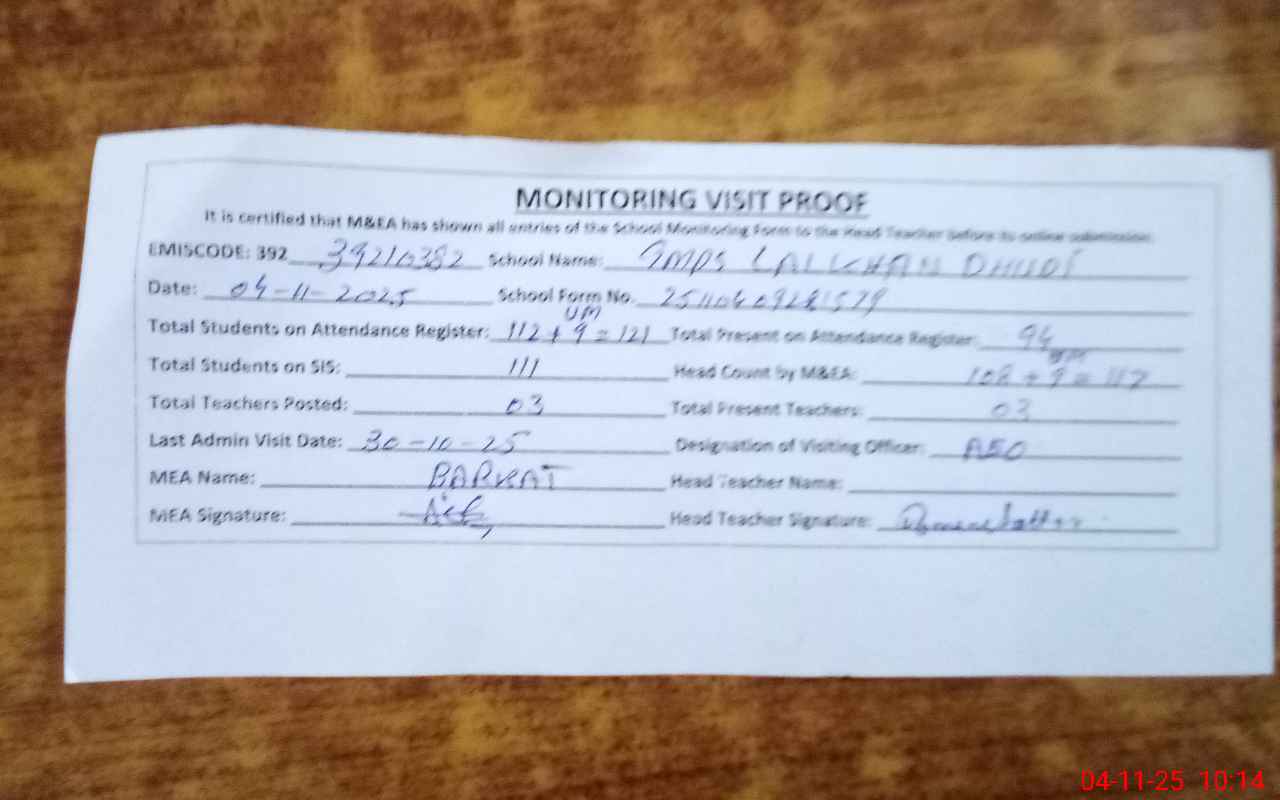 MONITORING VISIT PROOF
It is certified that M&EA has shown all entries of the School Monitoring Form to the Head Teacher before its online submission.
EMISCODE: 392 39210382 School Name: GMPS LALKHAN DHUDI
Date: 04-11-2025 School Form No.
UM
Total Students on Attendance Register: 112 + 9 = 121 Total Present on Attendance Register: 94
UM
Total Students on SIS: 111 Head Count by M&EA: 108 + 9 = 117
Total Teachers Posted: 03 Total Present Teachers: 03
Last Admin Visit Date: 30-10-25 Designation of Visiting Officer: AEO
MEA Name: BARKAT Head Teacher Name:
MEA Signature: Head Teacher Signature:
04-11-25 10:14